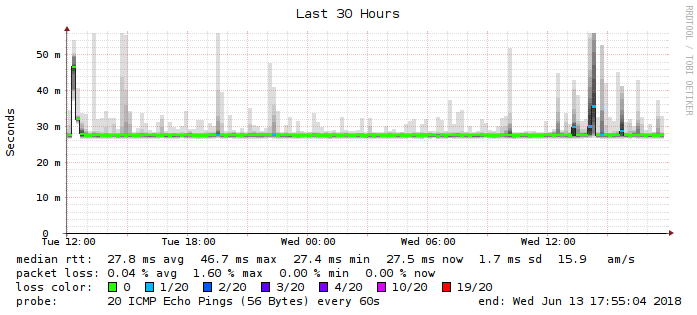 Last 30 Hours
RRDTOOL / TOBI OETIKER
Seconds
50 m
40 m
30 m
20 m
10 m
0
Tue 12:00 Tue 18:00 Wed 00:00 Wed 06:00 Wed 12:00
median rtt: 27.8 ms avg 46.7 ms max 27.4 ms min 27.5 ms now 1.7 ms sd 15.9 am/s
packet loss: 0.04 % avg 1.60 % max 0.00 % min 0.00 % now
loss color: 0 1/20 2/20 3/20 4/20 10/20 19/20
probe: 20 ICMP Echo Pings (56 Bytes) every 60s end: Wed Jun 13 17:55:04 2018